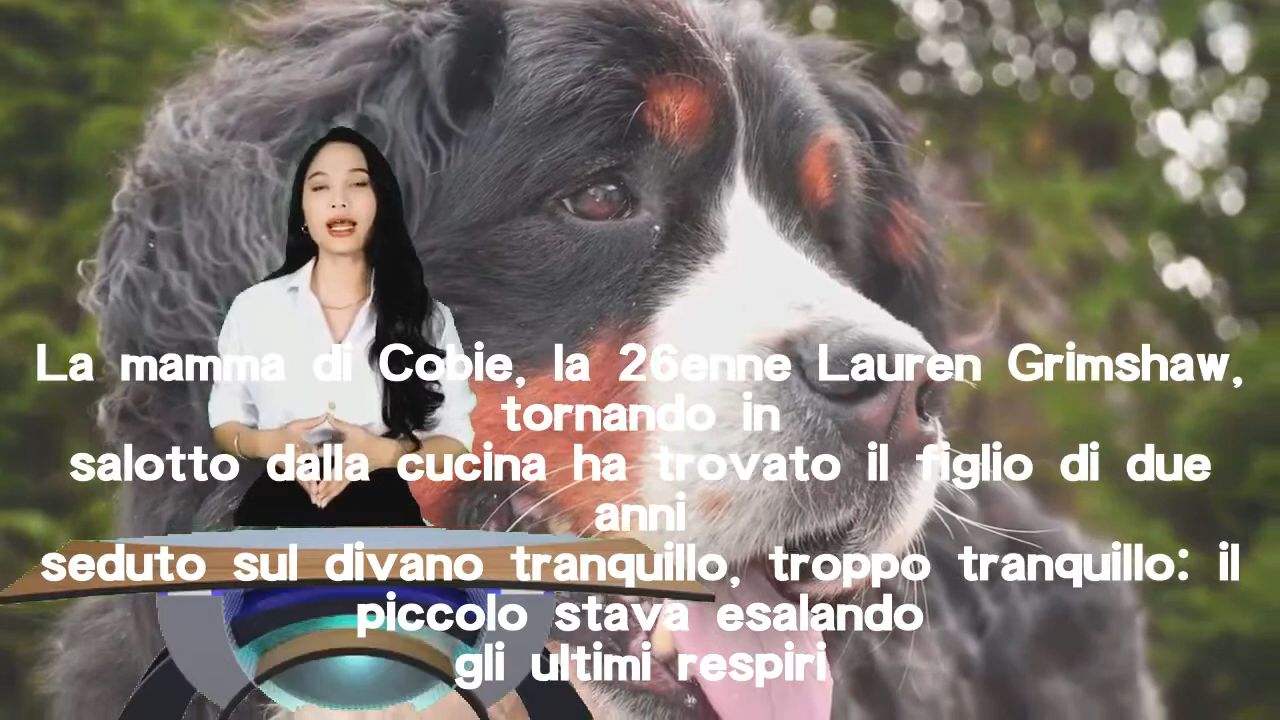 La mamma di Cobie, la 26enne Lauren Grimshaw,
tornando in
salotto dalla cucina ha trovato il figlio di due
anni
seduto sul divano tranquillo, troppo tranquillo: il
piccolo stava esalando
gli ultimi respiri